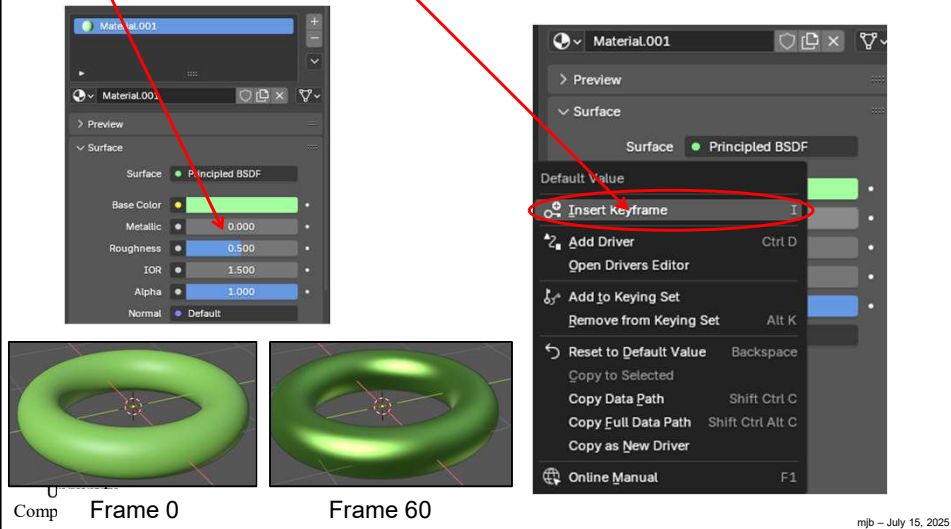 Material.001
Material.001
Preview
Surface
Surface Principled BSDF
Base Color
Metallic 0.000
Roughness 0.500
IOR 1.500
Alpha 1.000
Normal Default
Material.001
Preview
Surface
Surface Principled BSDF
Default Value
Insert Keyframe I
Add Driver Ctrl D
Open Drivers Editor
Add to Keying Set
Remove from Keying Set Alt K
Reset to Default Value Backspace
Copy to Selected
Copy Data Path Shift Ctrl C
Copy Full Data Path Shift Ctrl Alt C
Copy as New Driver
Online Manual F1
Comp
Frame 0
Frame 60
mjb – July 15, 2025